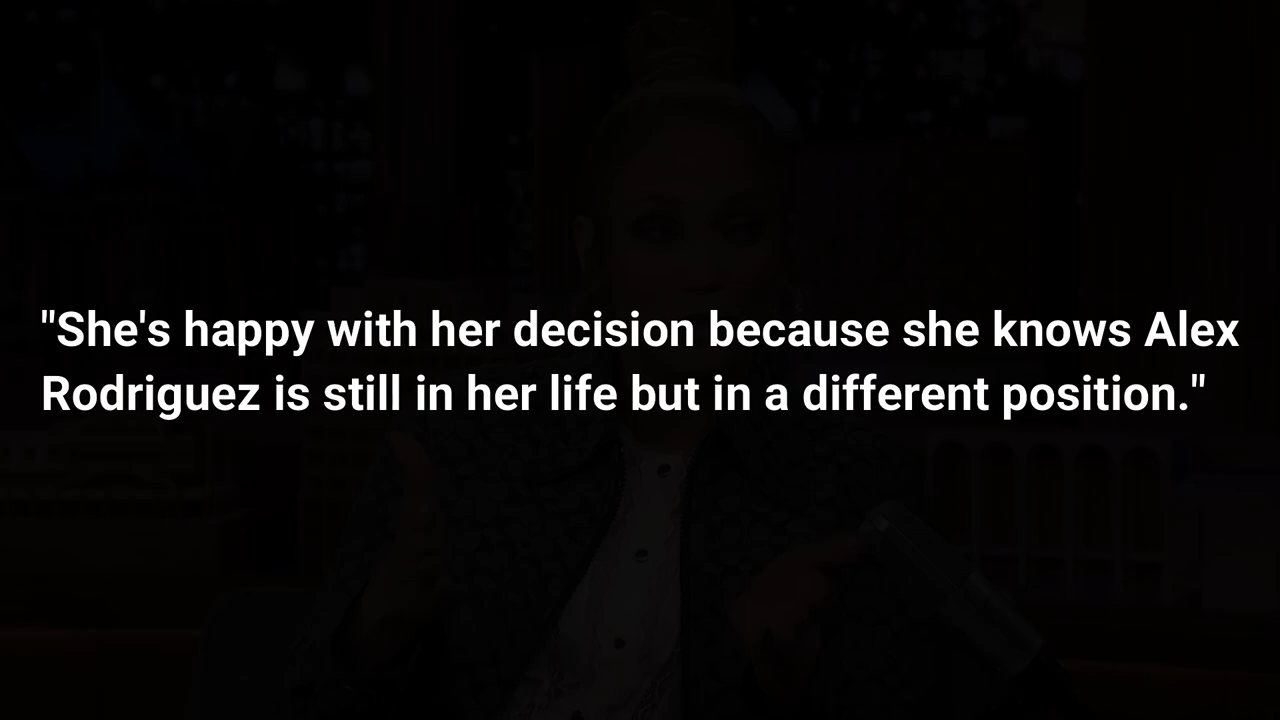 "She's happy with her decision because she knows Alex
Rodriguez is still in her life but in a different position."